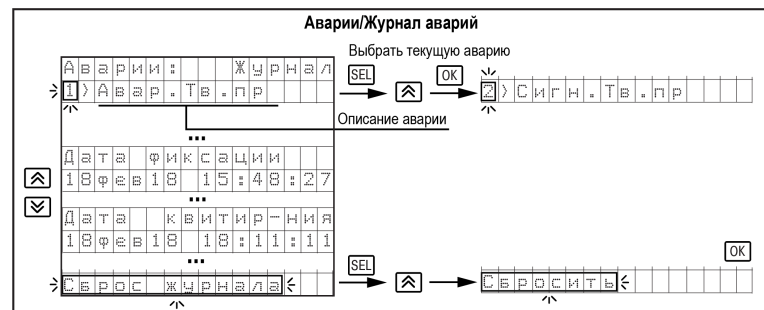 Аварии/Журнал аварий
Выбрать текущую аварию
Аварии: Журнал
SEL
OK
1>Авар.Тв.пр
2>Сигн.Тв.пр
Описание аварии
...
Дата фиксации
18фев18 15:48:27
...
Дата квитир-ния
18фев18 18:11:11
...
OK
SEL
Сброс журнала
Сбросить